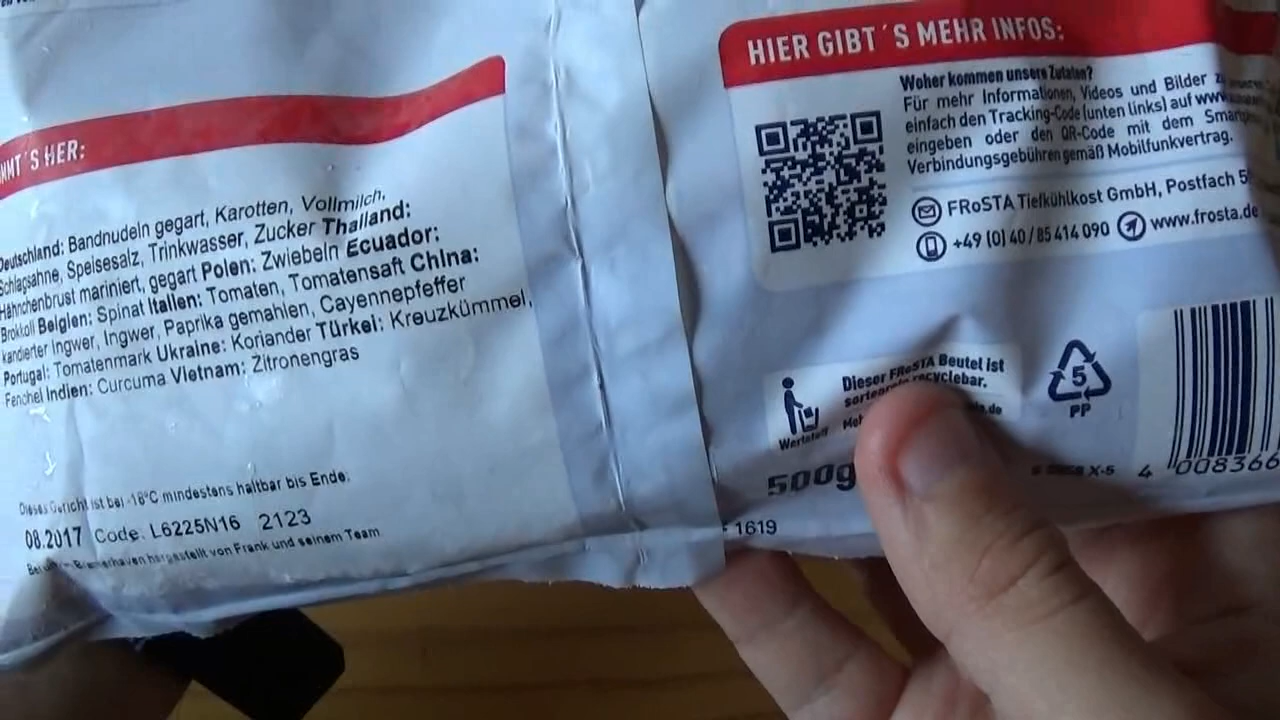 MMT´S HER:
Deutschland: Bandnudeln gegart, Karotten, Vollmilch,
Schlagsahne, Speisesalz, Trinkwasser, Zucker Thailand:
Hähnchenbrust mariniert, gegart Polen: Zwiebeln Ecuador:
Brokkoli Belgien: Spinat Italien: Tomaten, Tomatensaft China:
kandierter Ingwer, Ingwer, Paprika gemahlen, Cayennepfeffer
Portugal: Tomatenmark Ukraine: Koriander Türkei: Kreuzkümmel,
Fenchel Indien: Curcuma Vietnam: Zitronengras
Dieses Gericht ist bei -18°C mindestens haltbar bis Ende:
08.2017 Code. L6225N16 2123
hergestellt von Frank und seinem Team
HIER GIBT´S MEHR INFOS:
Woher kommen unsere Zutaten?
Für mehr Informationen, Videos und Bilder
einfach den Tracking-Code (unten links) auf
eingeben oder den QR-Code mit dem
Verbindungsgebühren gemäß Mobilfunkvertrag.
FRoSTA Tiefkühlkost GmbH, Postfach
+49 (0) 40 / 85 414 090 www.frosta.de
Dieser FRoSTA Beutel ist
sortenrein recyclebar.
Wertstoff
5
PP
500g
X-5
4 008366
1619